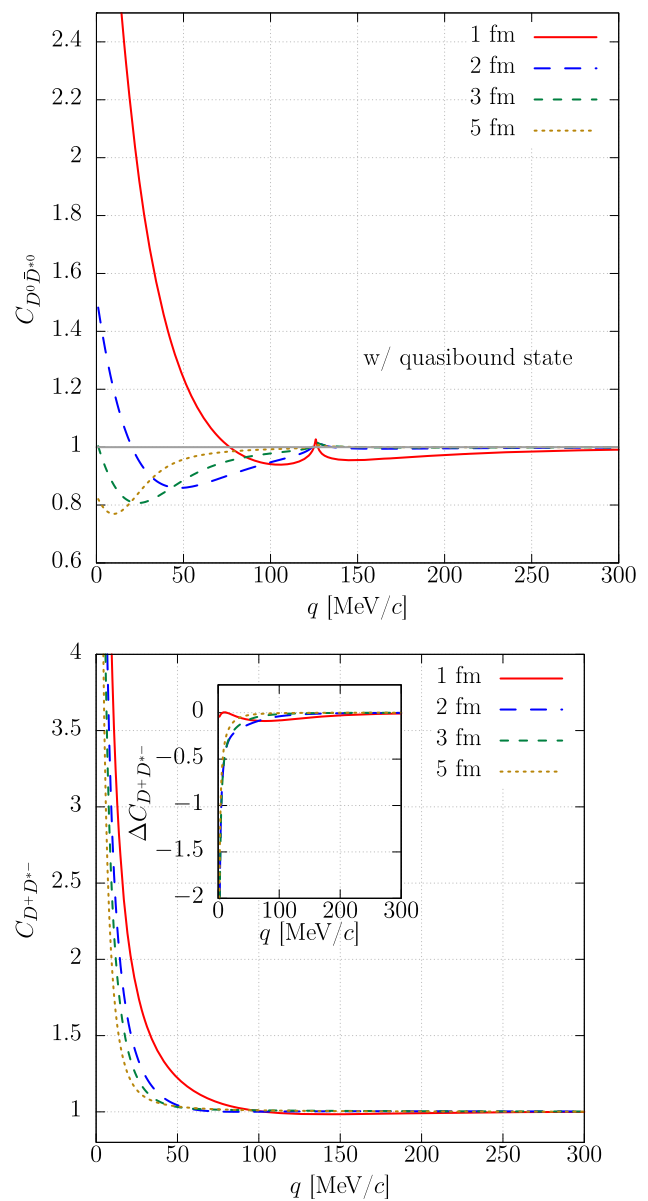 2.4
2.2
2
1.8
1.6
1.4
1.2
1
0.8
0.6
C_{D^0 \bar{D}^{*0}}
1 fm
2 fm
3 fm
5 fm
w/ quasibound state
0 50 100 150 200 250 300
q [MeV/c]
4
3.5
3
2.5
2
1.5
1
C_{D^+ D^{*-}}
1 fm
2 fm
3 fm
5 fm
0
−0.5
−1
−1.5
−2
ΔC_{D^+ D^{*-}}
0 100 200 300
q [MeV/c]
0 50 100 150 200 250 300
q [MeV/c]